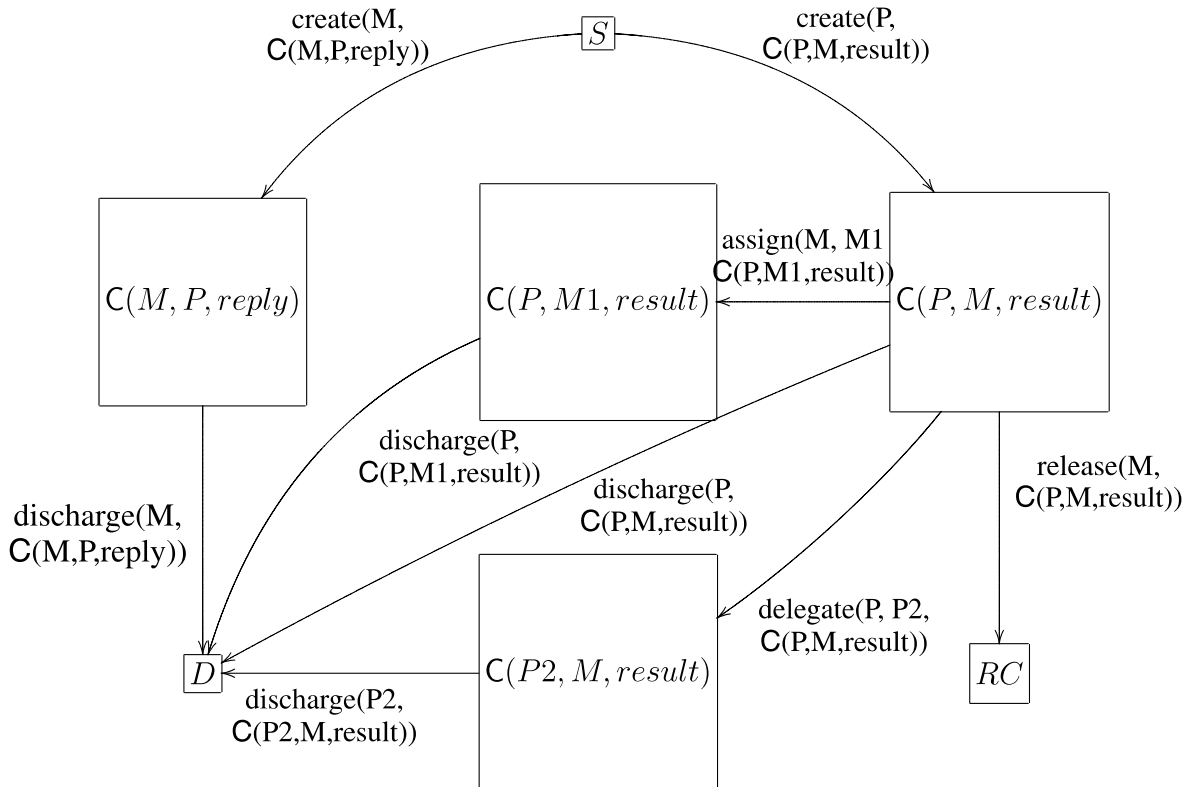 create(M,
C(M,P,reply))
S
create(P,
C(P,M,result))
C(M, P, reply)
C(P, M1, result)
assign(M, M1
C(P,M1,result))
C(P, M, result)
discharge(P,
C(P,M1,result))
discharge(P,
C(P,M,result))
release(M,
C(P,M,result))
discharge(M,
C(M,P,reply))
delegate(P, P2,
C(P,M,result))
D
C(P2, M, result)
RC
discharge(P2,
C(P2,M,result))